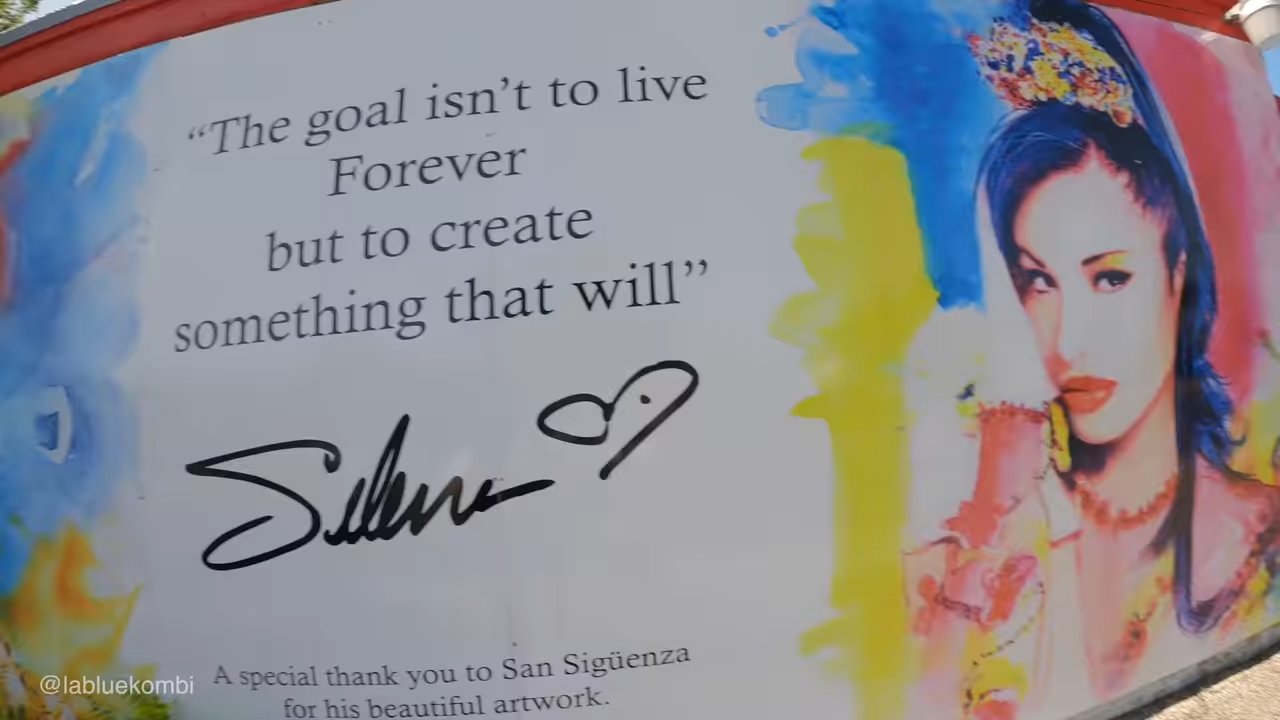 “The goal isn’t to live
Forever
but to create
something that will”
Selena
A special thank you to San Sigüenza
for his beautiful artwork.
@labluekombi